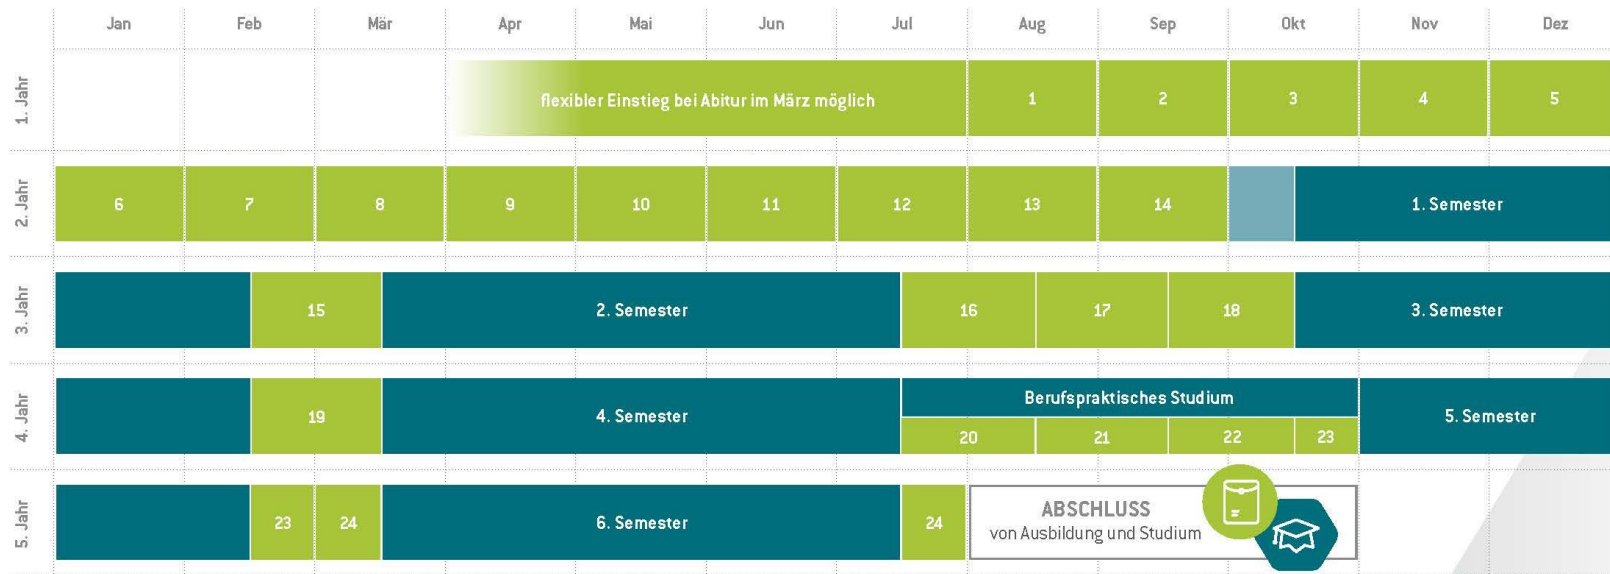 Jan Feb Mär Apr Mai Jun Jul Aug Sep Okt Nov Dez
1. Jahr
flexibler Einstieg bei Abitur im März möglich 1 2 3 4 5
2. Jahr
6 7 8 9 10 11 12 13 14 1. Semester
3. Jahr
15 2. Semester 16 17 18 3. Semester
4. Jahr
19 4. Semester
Berufspraktisches Studium
20 21 22 23
5. Semester
5. Jahr
23 24 6. Semester 24
ABSCHLUSS
von Ausbildung und Studium